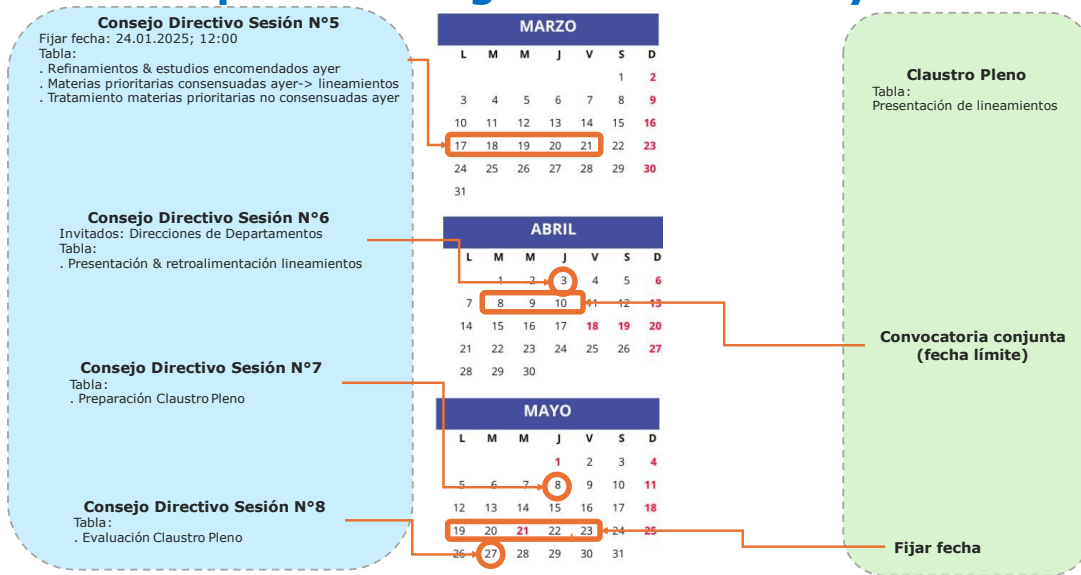 Consejo Directivo Sesión N°5
Fijar fecha: 24.01.2025; 12:00
Tabla:
. Refinamientos & estudios encomendados ayer
. Materias prioritarias consensuadas ayer-> lineamientos
. Tratamiento materias prioritarias no consensuadas ayer
Consejo Directivo Sesión N°6
Invitados: Direcciones de Departamentos
Tabla:
. Presentación & retroalimentación lineamientos
Consejo Directivo Sesión N°7
Tabla:
. Preparación Claustro Pleno
Consejo Directivo Sesión N°8
Tabla:
. Evaluación Claustro Pleno
MARZO
L M M J V S D
1 2
3 4 5 6 7 8 9
10 11 12 13 14 15 16
17 18 19 20 21 22 23
24 25 26 27 28 29 30
31
ABRIL
L M M J V S D
1 2 3 4 5 6
7 8 9 10 11 12 13
14 15 16 17 18 19 20
21 22 23 24 25 26 27
28 29 30
MAYO
L M M J V S D
1 2 3 4
5 6 7 8 9 10 11
12 13 14 15 16 17 18
19 20 21 22 23 24 25
26 27 28 29 30 31
Claustro Pleno
Tabla:
Presentación de lineamientos
Convocatoria conjunta
(fecha límite)
Fijar fecha